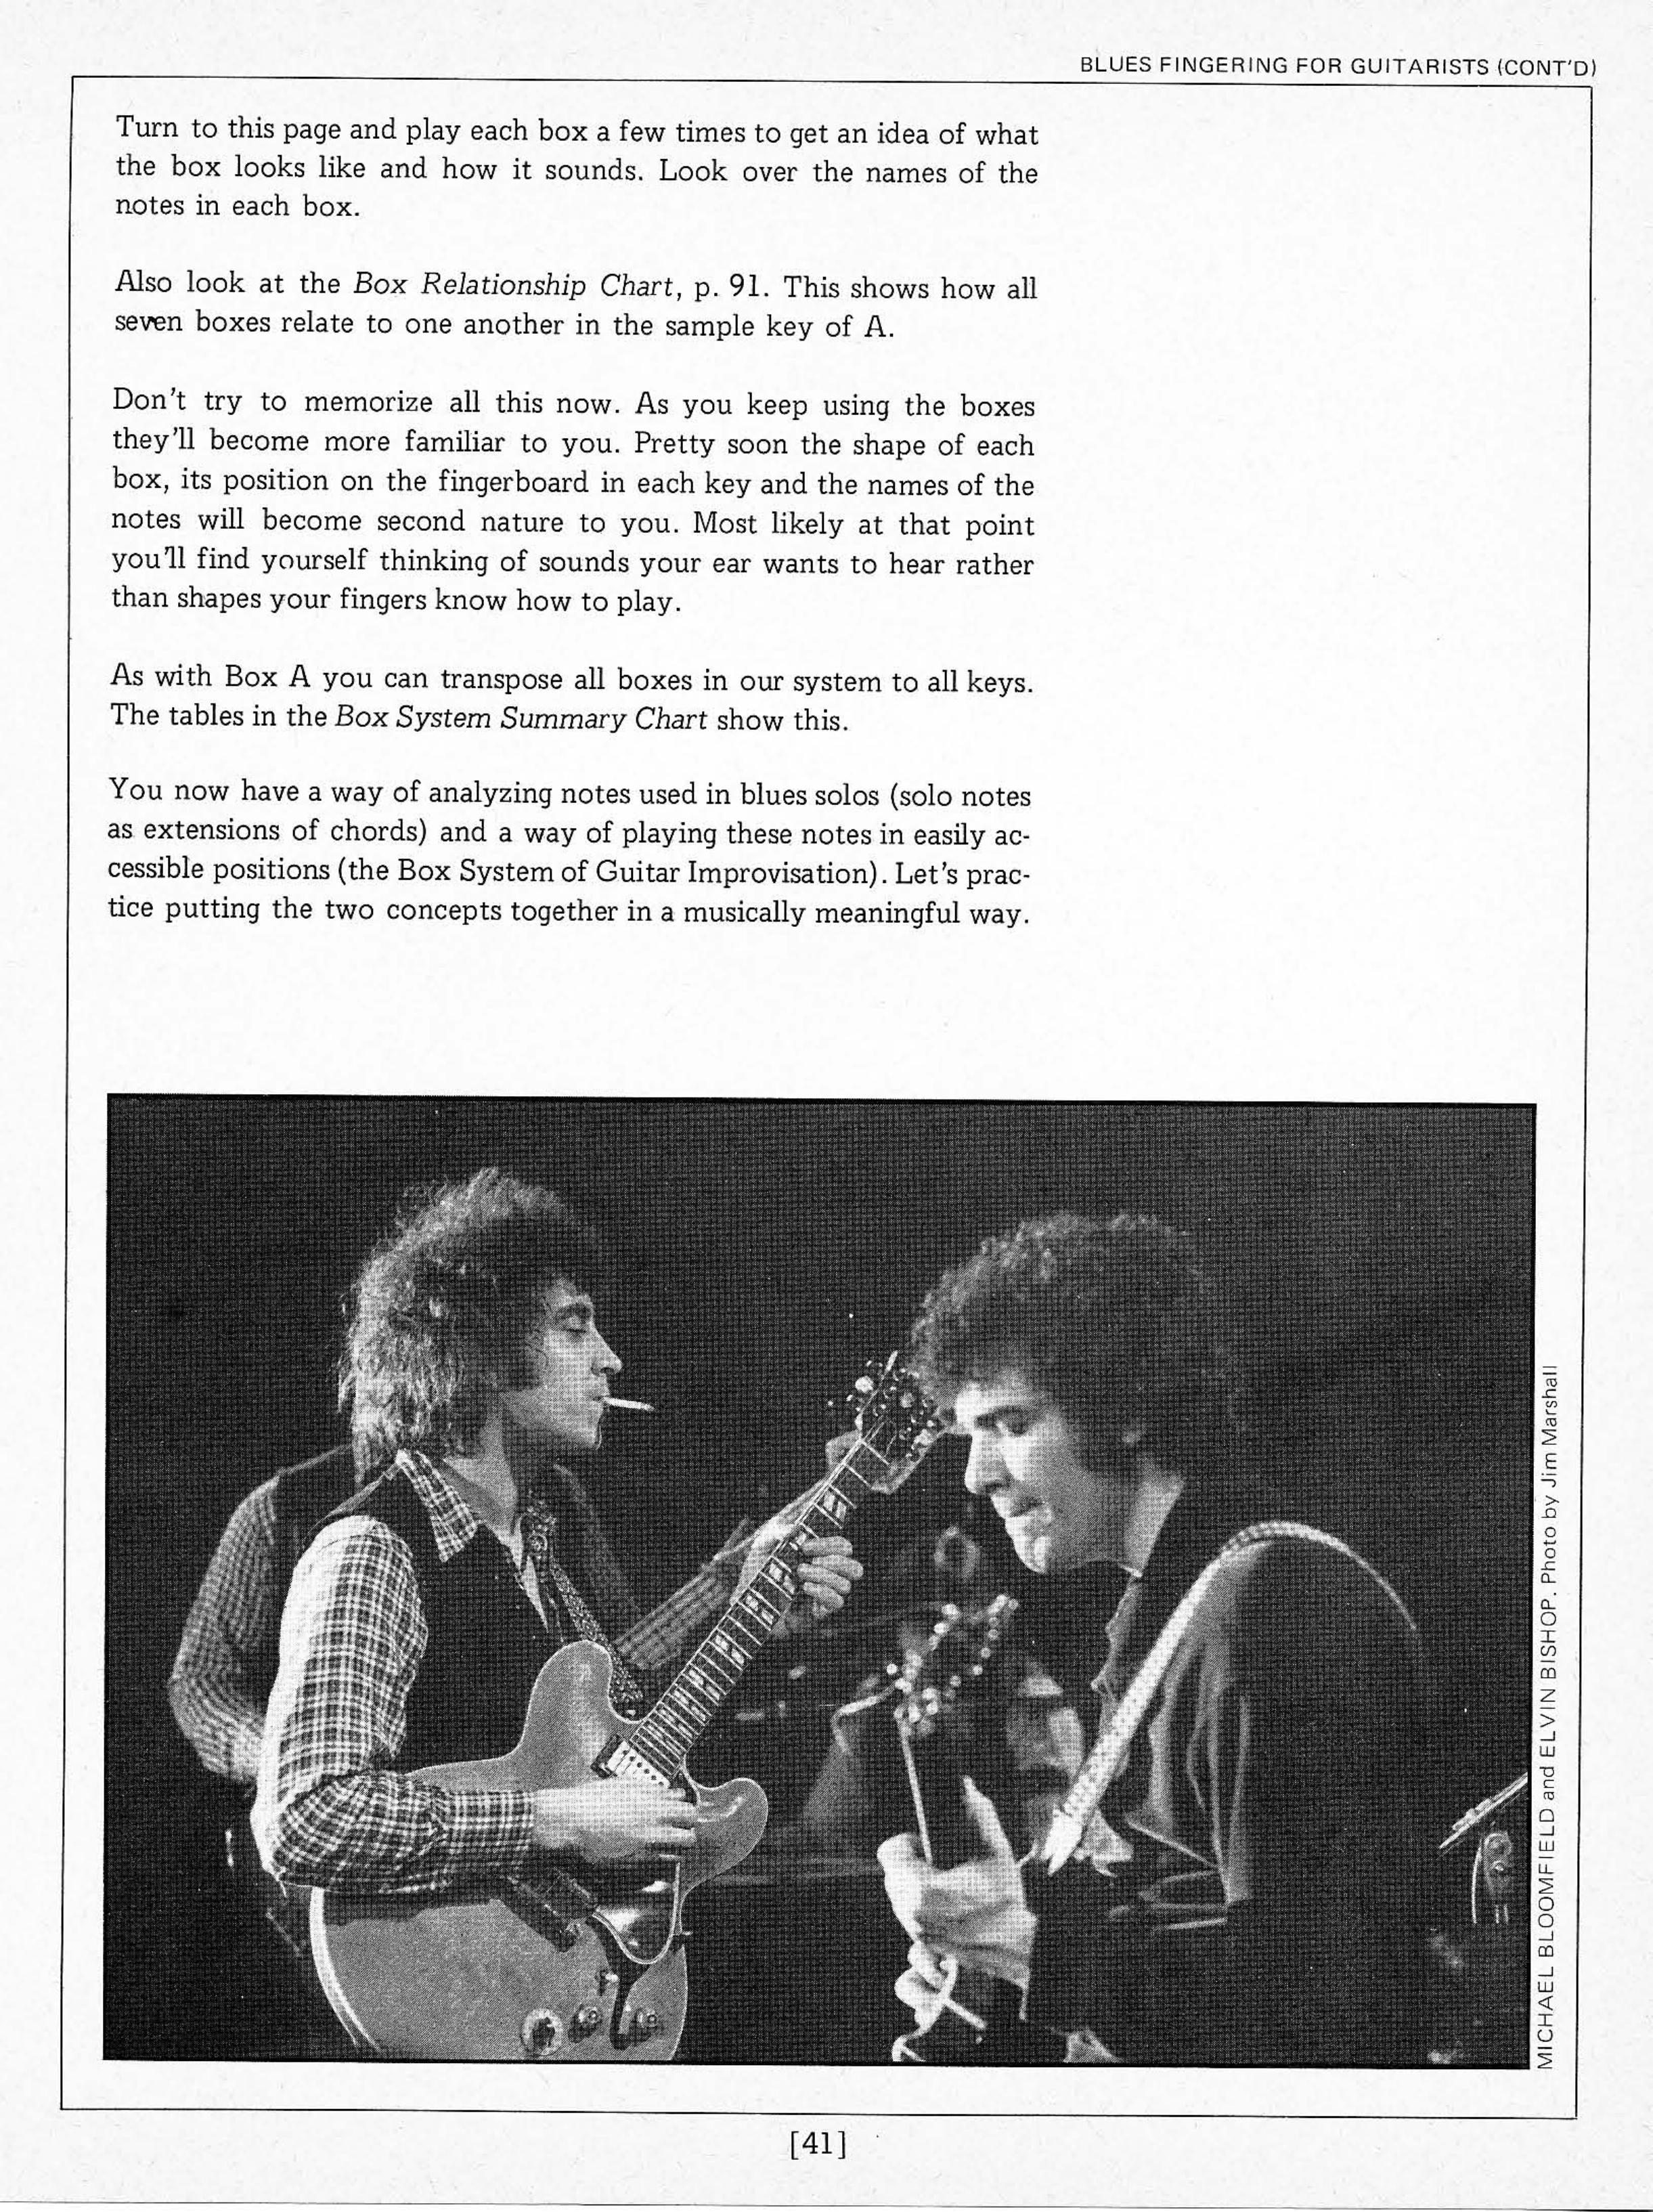 BLUES FINGERING FOR GUITARISTS (CONT'D)
Turn to this page and play each box a few times to get an idea of what
the box looks like and how it sounds. Look over the names of the
notes in each box.
Also look at the Box Relationship Chart, p. 91. This shows how all
seven boxes relate to one another in the sample key of A.
Don't try to memorize all this now. As you keep using the boxes
they'll become more familiar to you. Pretty soon the shape of each
box, its position on the fingerboard in each key and the names of the
notes will become second nature to you. Most likely at that point
you'll find yourself thinking of sounds your ear wants to hear rather
than shapes your fingers know how to play.
As with Box A you can transpose all boxes in our system to all keys.
The tables in the Box System Summary Chart show this.
You now have a way of analyzing notes used in blues solos (solo notes
as extensions of chords) and a way of playing these notes in easily ac-
cessible positions (the Box System of Guitar Improvisation). Let's prac-
tice putting the two concepts together in a musically meaningful way.
MICHAEL BLOOMFIELD and ELVIN BISHOP. Photo by Jim Marshall
[41]